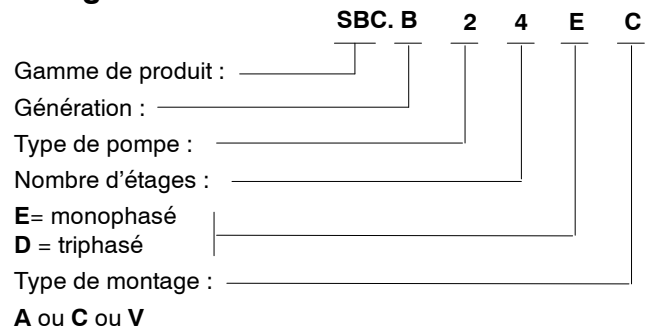 SBC. B 2 4 E C
Gamme de produit :
Génération :
Type de pompe :
Nombre d'étages :
E= monophasé
D = triphasé
Type de montage :
A ou C ou V